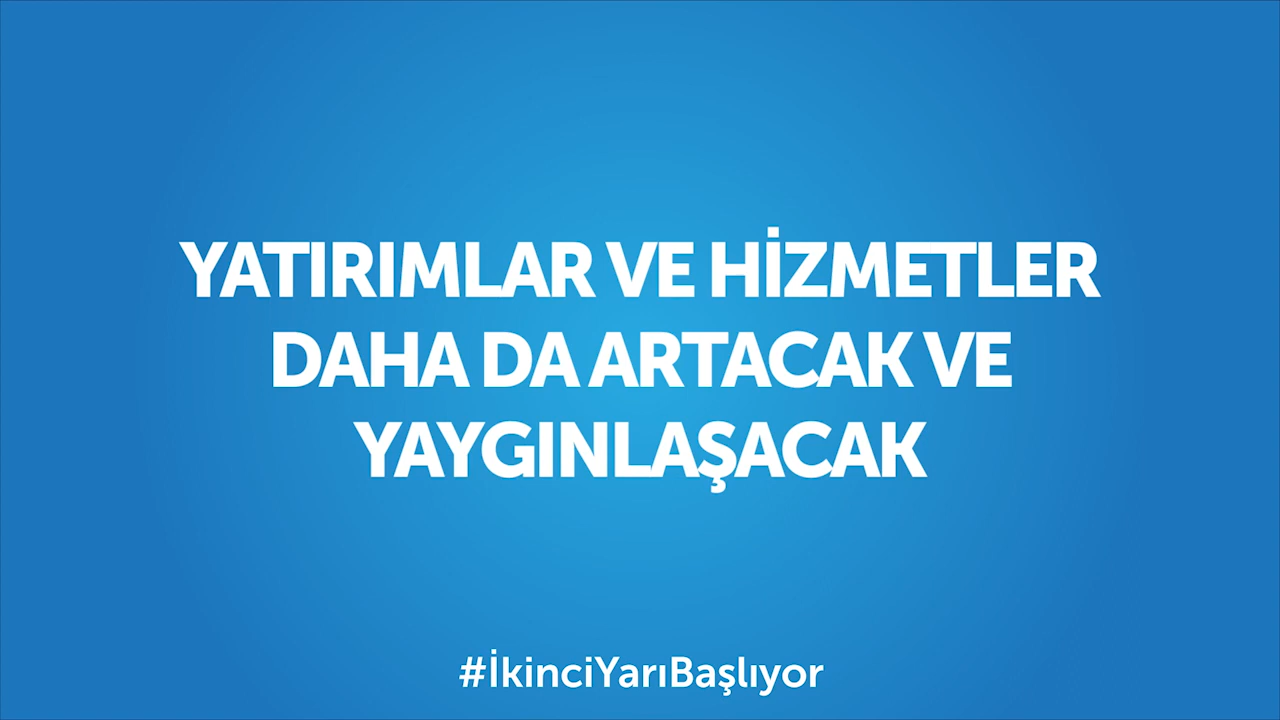 YATIRIMLAR VE HİZMETLER
DAHA DA ARTACAK VE
YAYGINLAŞACAK
#İkinciYarıBaşlıyor